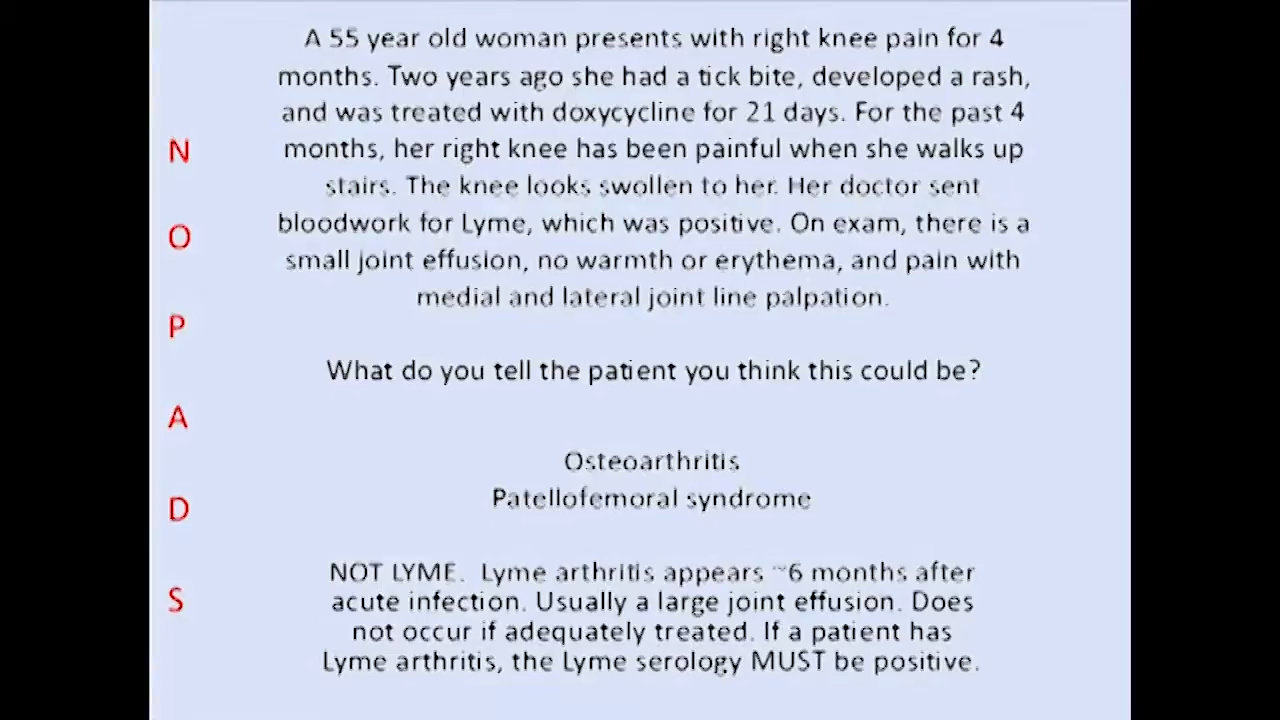 A 55 year old woman presents with right knee pain for 4
months. Two years ago she had a tick bite, developed a rash,
and was treated with doxycycline for 21 days. For the past 4
months, her right knee has been painful when she walks up
stairs. The knee looks swollen to her. Her doctor sent
bloodwork for Lyme, which was positive. On exam, there is a
small joint effusion, no warmth or erythema, and pain with
medial and lateral joint line palpation.
What do you tell the patient you think this could be?
Osteoarthritis
Patellofemoral syndrome
NOT LYME. Lyme arthritis appears ~6 months after
acute infection. Usually a large joint effusion. Does
not occur if adequately treated. If a patient has
Lyme arthritis, the Lyme serology MUST be positive.
N
O
P
A
D
S